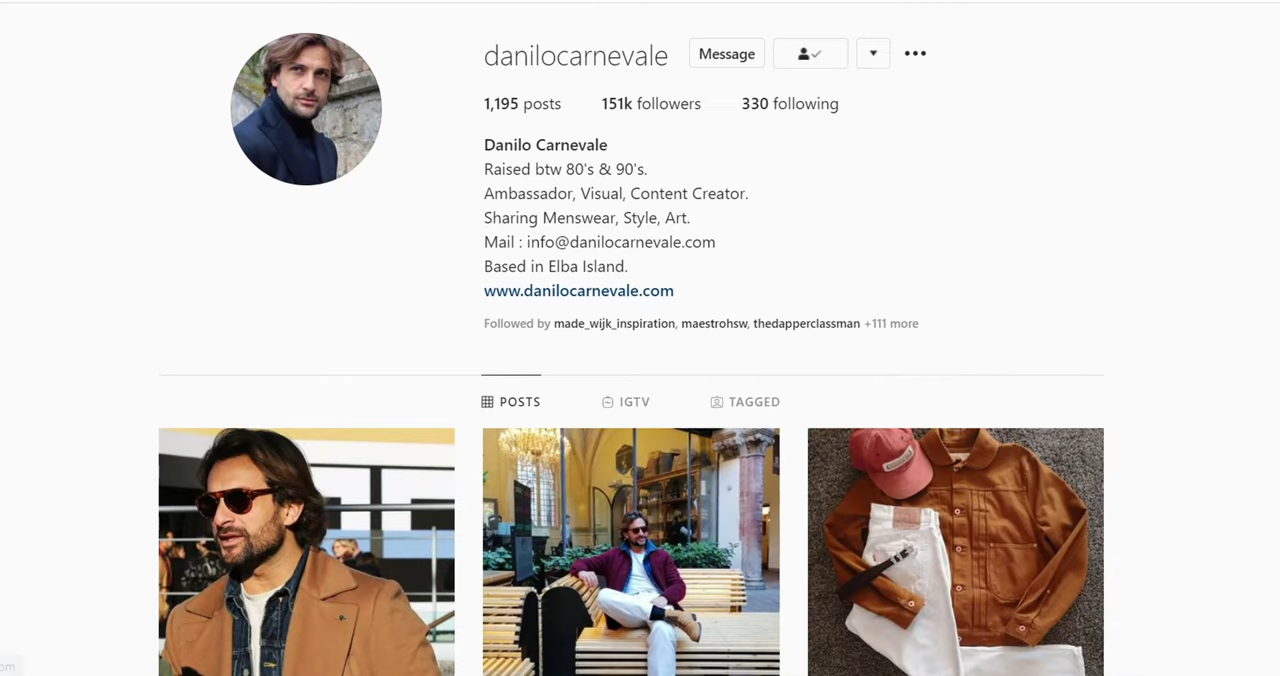 danilocarnevale Message
1,195 posts 151k followers 330 following
Danilo Carnevale
Raised btw 80's & 90's.
Ambassador, Visual, Content Creator.
Sharing Menswear, Style, Art.
Mail : info@danilocarnevale.com
Based in Elba Island.
www.danilocarnevale.com
Followed by made_wijk_inspiration, maestrohsw, thedapperclassman +111 more
POSTS IGTV TAGGED
om